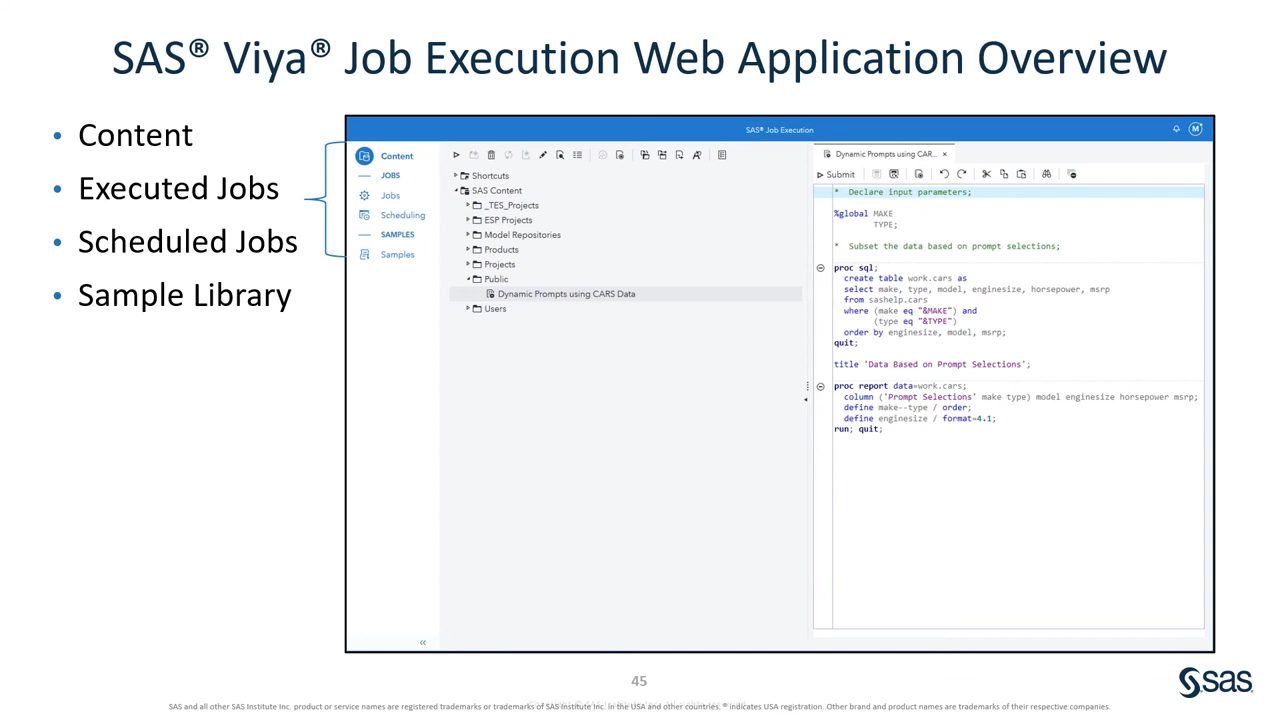 SAS® Viya® Job Execution Web Application Overview
• Content
• Executed Jobs
• Scheduled Jobs
• Sample Library
SAS® Job Execution
M
Content
JOBS
Jobs
Scheduling
SAMPLES
Samples
Shortcuts
SAS Content
_TES_Projects
ESP Projects
Model Repositories
Products
Projects
Public
Dynamic Prompts using CARS Data
Users
Dynamic Prompts using CAR... ×
Submit
* Declare input parameters;
%global MAKE
TYPE;
* Subset the data based on prompt selections;
proc sql;
create table work.cars as
select make, type, model, enginesize, horsepower, msrp
from sashelp.cars
where (make eq "&MAKE") and
(type eq "&TYPE")
order by enginesize, model, msrp;
quit;
title 'Data Based on Prompt Selections';
proc report data=work.cars;
column ('Prompt Selections' make type) model enginesize horsepower msrp;
define make--type / order;
define enginesize / format=4.1;
run; quit;
«
45
sas
SAS and all other SAS Institute Inc. product or service names are registered trademarks or trademarks of SAS Institute Inc. in the USA and other countries. ® indicates USA registration. Other brand and product names are trademarks of their respective companies.